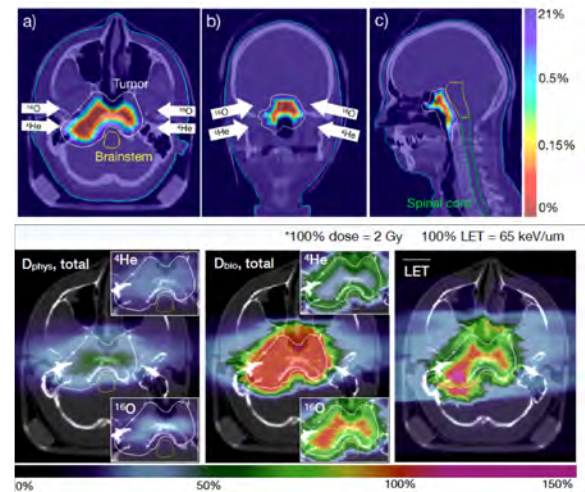 a)
b)
c)
21%
Tumor
16O
16O
4He
4He
Brainstem
16O
16O
4He
4He
Spinal cord
0.5%
0.15%
0%
*100% dose = 2 Gy 100% LET = 65 keV/um
Dphys, total
4He
Dbio, total
4He
LET
16O
16O
0%
50%
100%
150%